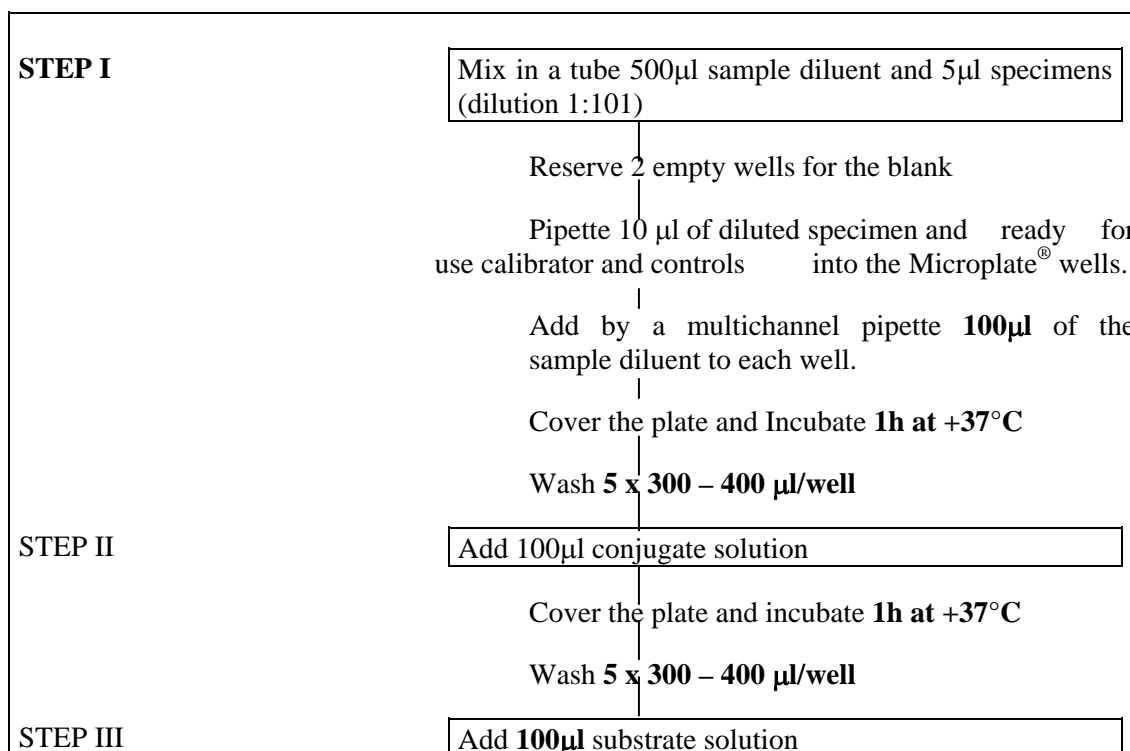 STEP I
Mix in a tube 500μl sample diluent and 5μl specimens
(dilution 1:101)
Reserve 2 empty wells for the blank
Pipette 10 μl of diluted specimen and ready for
use calibrator and controls into the Microplate® wells.
Add by a multichannel pipette 100μl of the
sample diluent to each well.
Cover the plate and Incubate 1h at +37°C
Wash 5 x 300 – 400 μl/well
STEP II
Add 100μl conjugate solution
Cover the plate and incubate 1h at +37°C
Wash 5 x 300 – 400 μl/well
STEP III
Add 100μl substrate solution